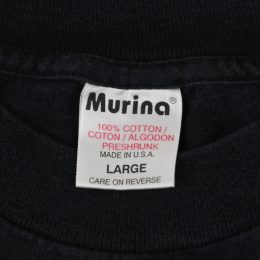 Murina®
100% COTTON/
COTON / ALGODON
PRESHRUNK
MADE IN U.S.A.
LARGE
CARE ON REVERSE